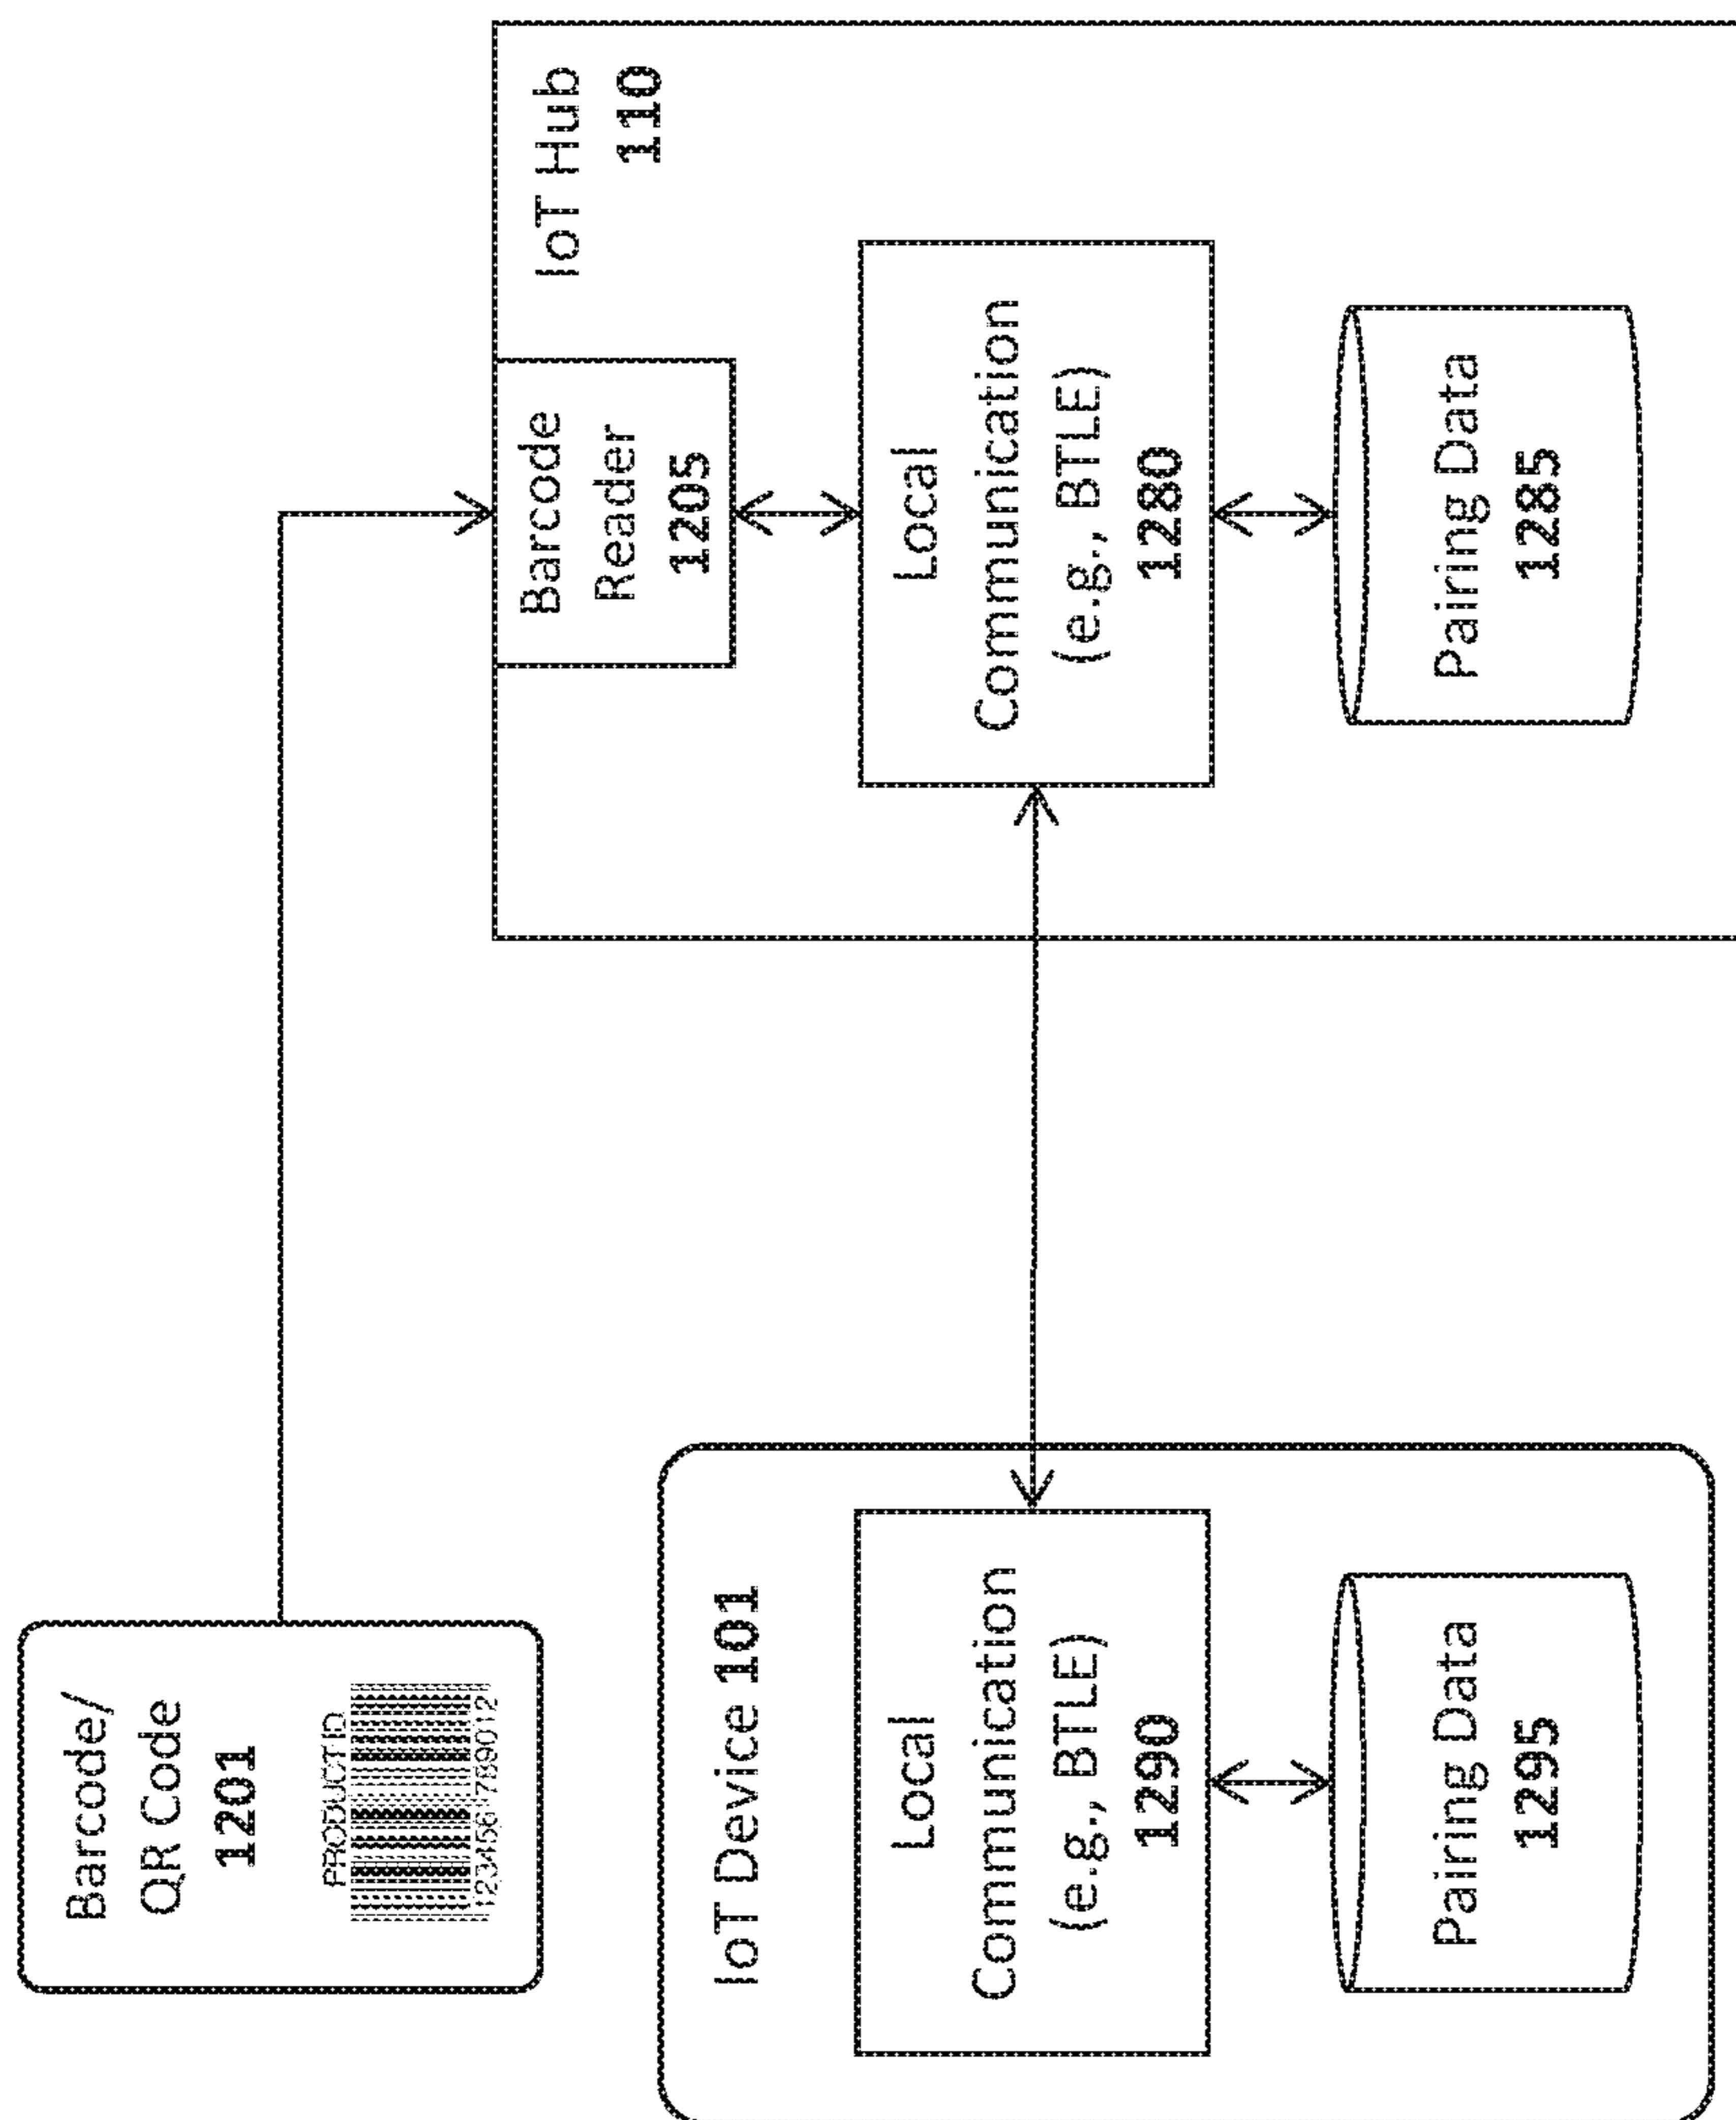 Barcode/
QR Code
1201
PRODUCT ID
123456 789012
IoT Device 101
Local
Communication
(e.g., BTLE)
1290
Pairing Data
1295
IoT Hub
110
Barcode
Reader
1205
Local
Communication
(e.g., BTLE)
1280
Pairing Data
1285